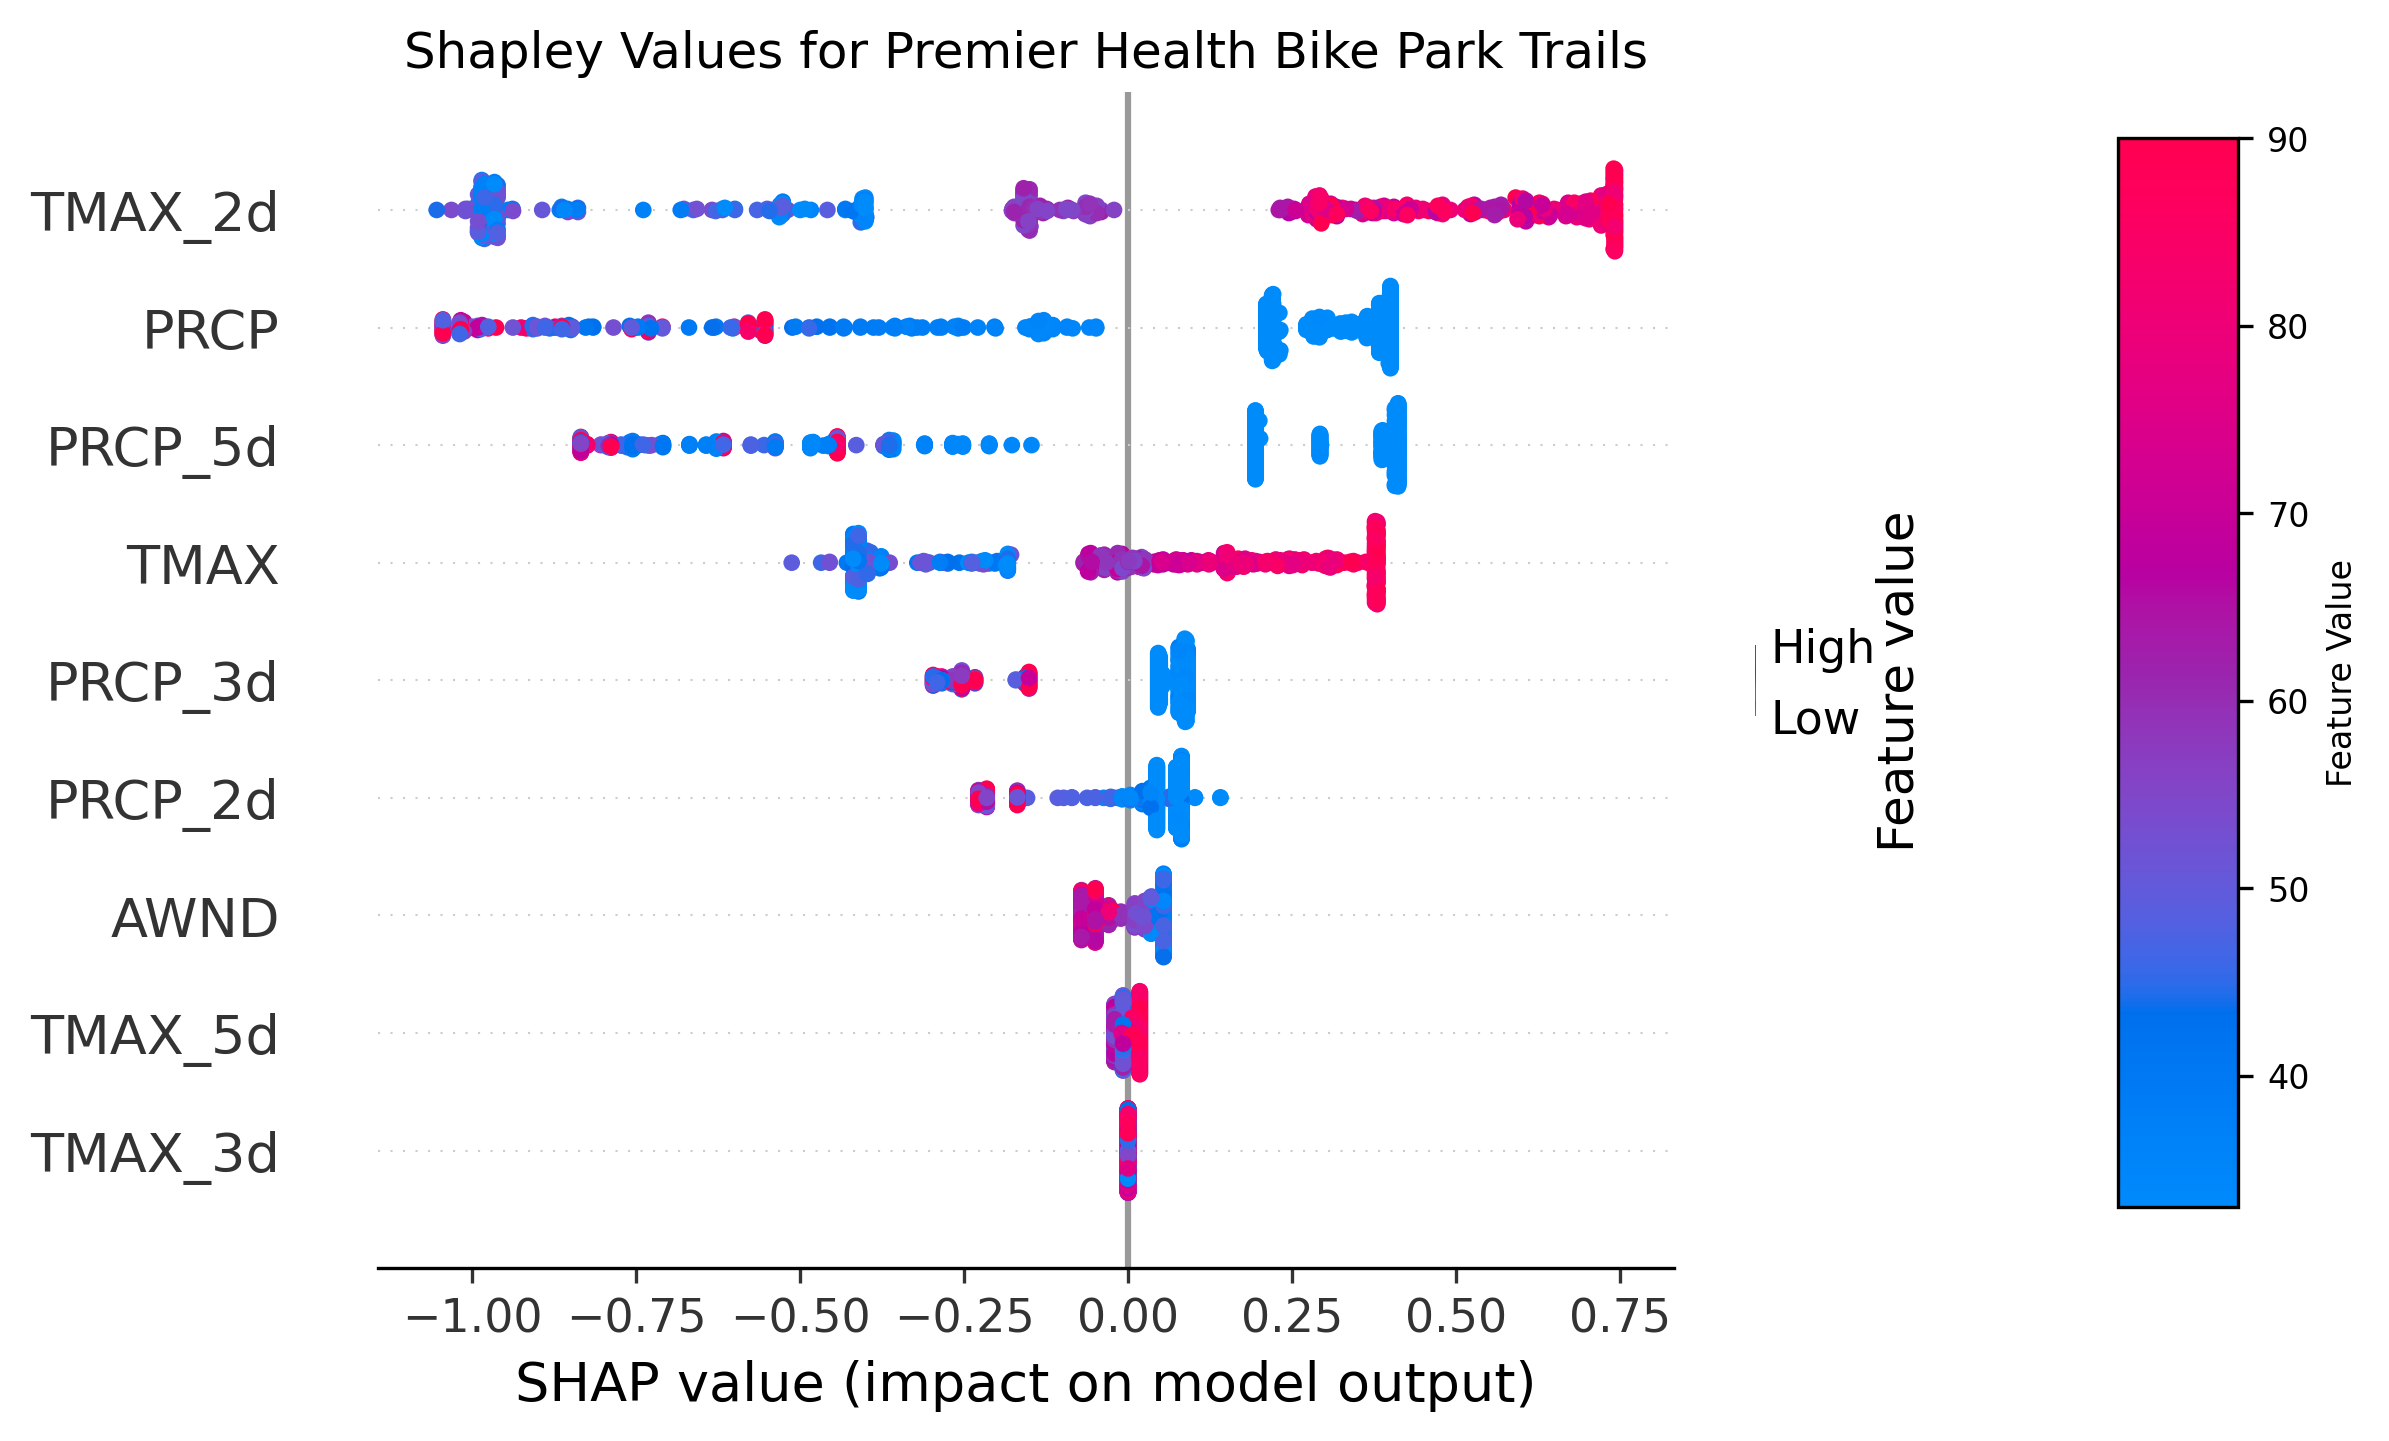 Shapley Values for Premier Health Bike Park Trails
TMAX_2d
PRCP
PRCP_5d
TMAX
PRCP_3d
PRCP_2d
AWND
TMAX_5d
TMAX_3d
−1.00 −0.75 −0.50 −0.25 0.00 0.25 0.50 0.75
SHAP value (impact on model output)
High
Low
Feature value
90
80
70
60
50
40
Feature Value